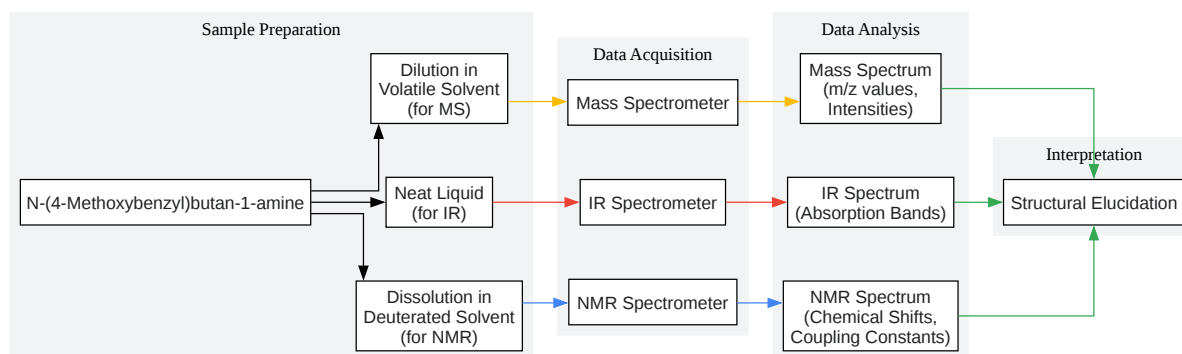 Sample Preparation
Data Acquisition
Data Analysis
Interpretation
N-(4-Methoxybenzyl)butan-1-amine
Dilution in
Volatile Solvent
(for MS)
Mass Spectrometer
Mass Spectrum
(m/z values,
Intensities)
Neat Liquid
(for IR)
IR Spectrometer
IR Spectrum
(Absorption Bands)
Structural Elucidation
Dissolution in
Deuterated Solvent
(for NMR)
NMR Spectrometer
NMR Spectrum
(Chemical Shifts,
Coupling Constants)